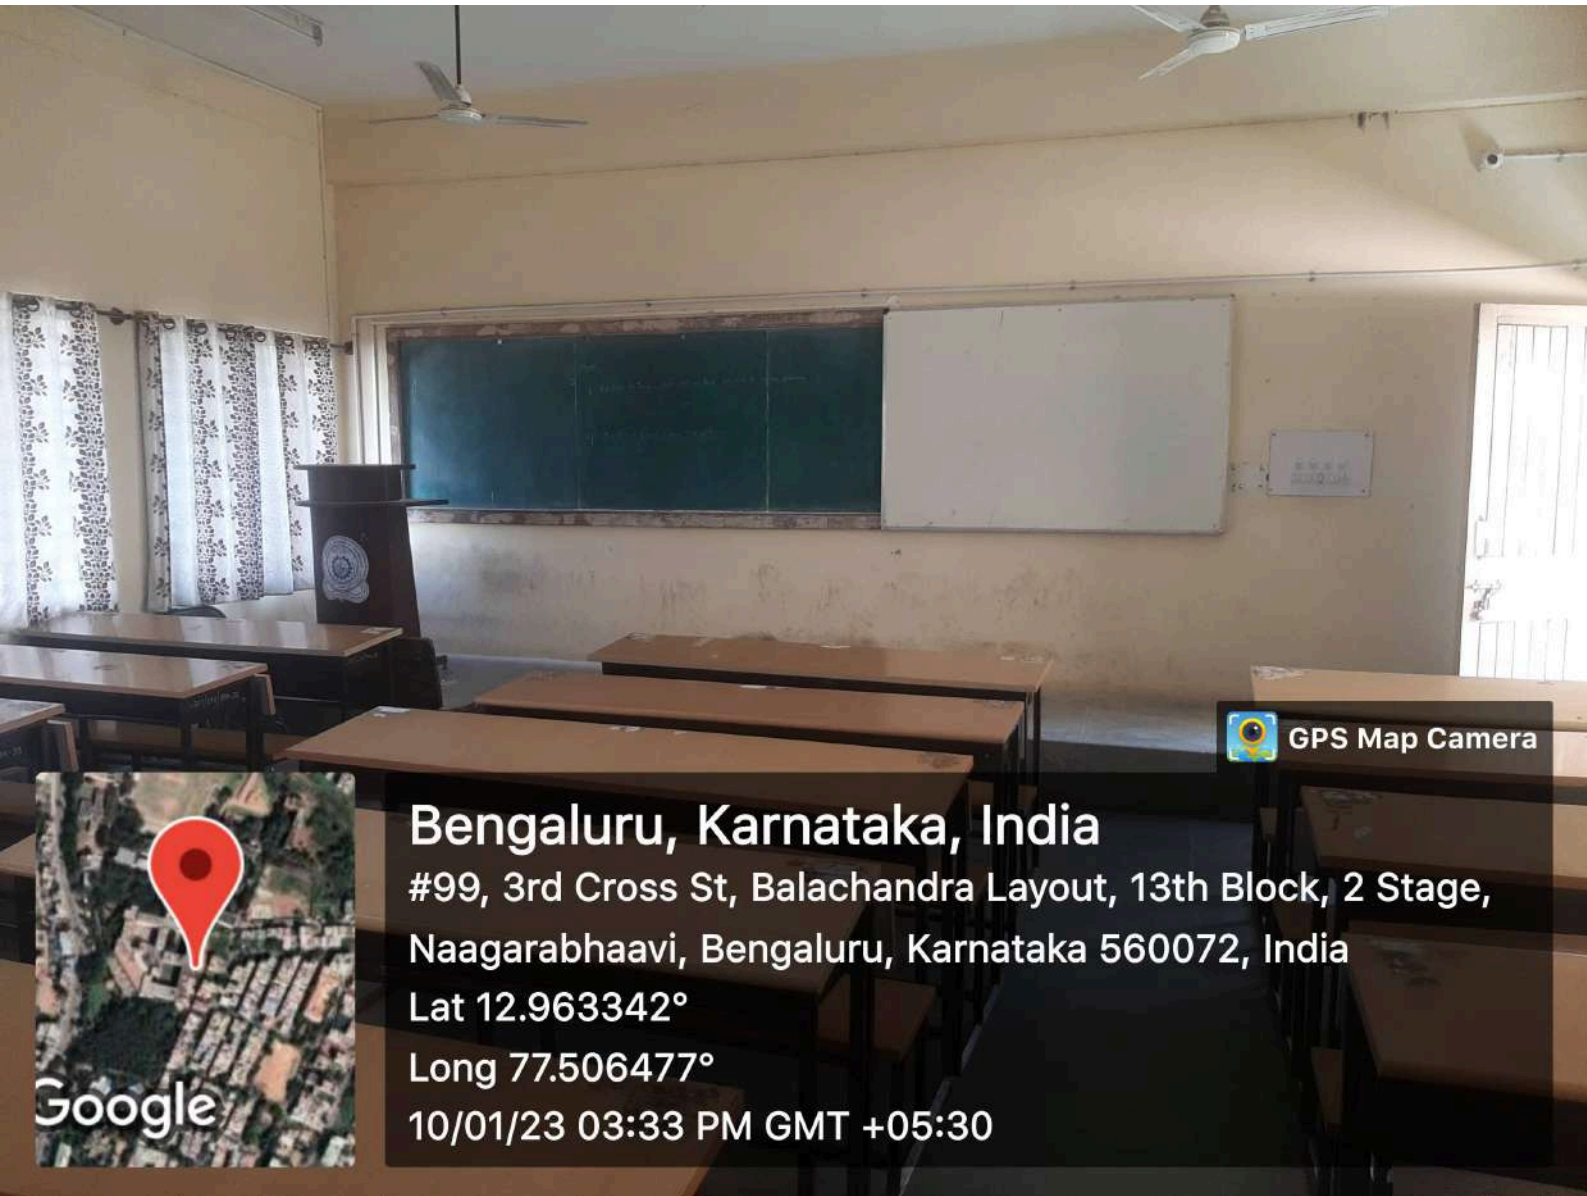 GPS Map Camera
Bengaluru, Karnataka, India
#99, 3rd Cross St, Balachandra Layout, 13th Block, 2 Stage,
Naagarabhaavi, Bengaluru, Karnataka 560072, India
Lat 12.963342°
Long 77.506477°
10/01/23 03:33 PM GMT +05:30
Google